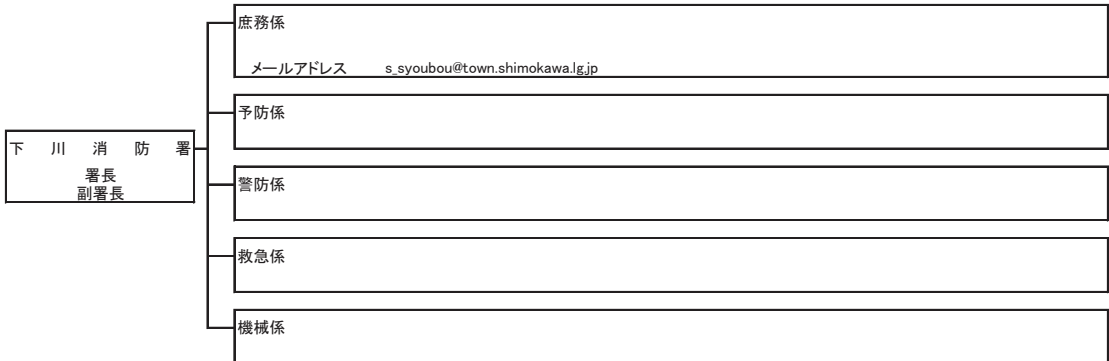 庶務係
メールアドレス s_syoubou@town.shimokawa.lg.jp
予防係
下川消防署
署長
副署長
警防係
救急係
機械係